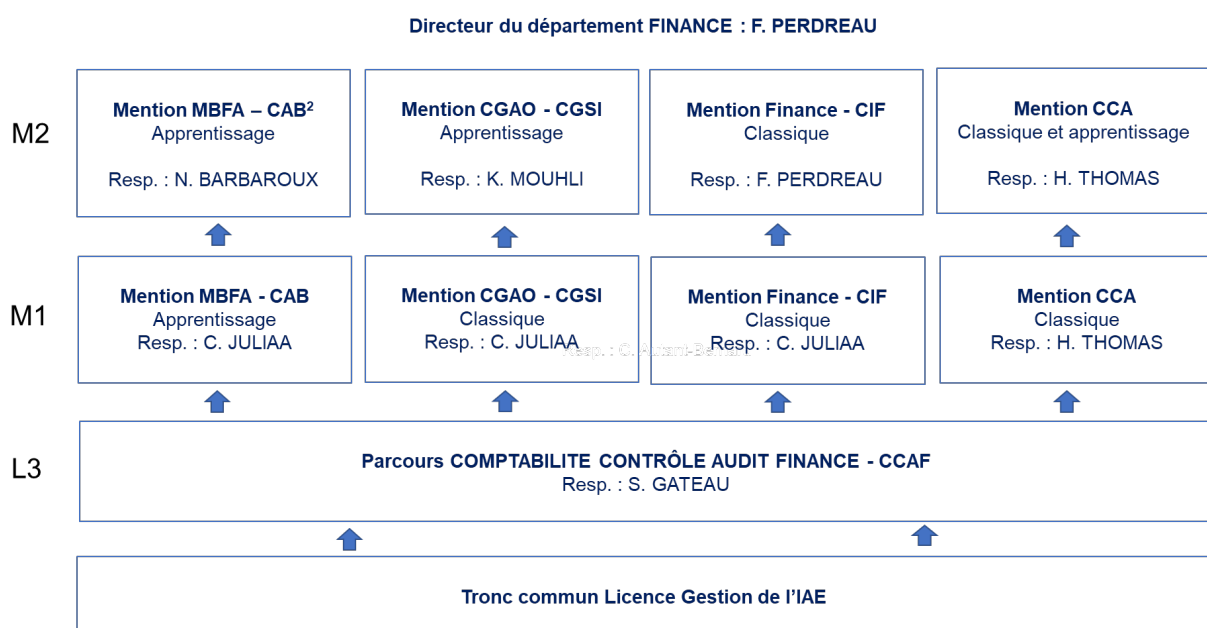 Directeur du département FINANCE : F. PERDREAU
M2
Mention MBFA – CAB²
Apprentissage
Resp. : N. BARBAROUX
Mention CGAO - CGSI
Apprentissage
Resp. : K. MOUHLI
Mention Finance - CIF
Classique
Resp. : F. PERDREAU
Mention CCA
Classique et apprentissage
Resp. : H. THOMAS
M1
Mention MBFA - CAB
Apprentissage
Resp. : C. JULIAA
Mention CGAO - CGSI
Classique
Resp. : C. JULIAA
Mention Finance - CIF
Classique
Resp. : C. JULIAA
Mention CCA
Classique
Resp. : H. THOMAS
L3
Parcours COMPTABILITE CONTRÔLE AUDIT FINANCE - CCAF
Resp. : S. GATEAU
Tronc commun Licence Gestion de l’IAE